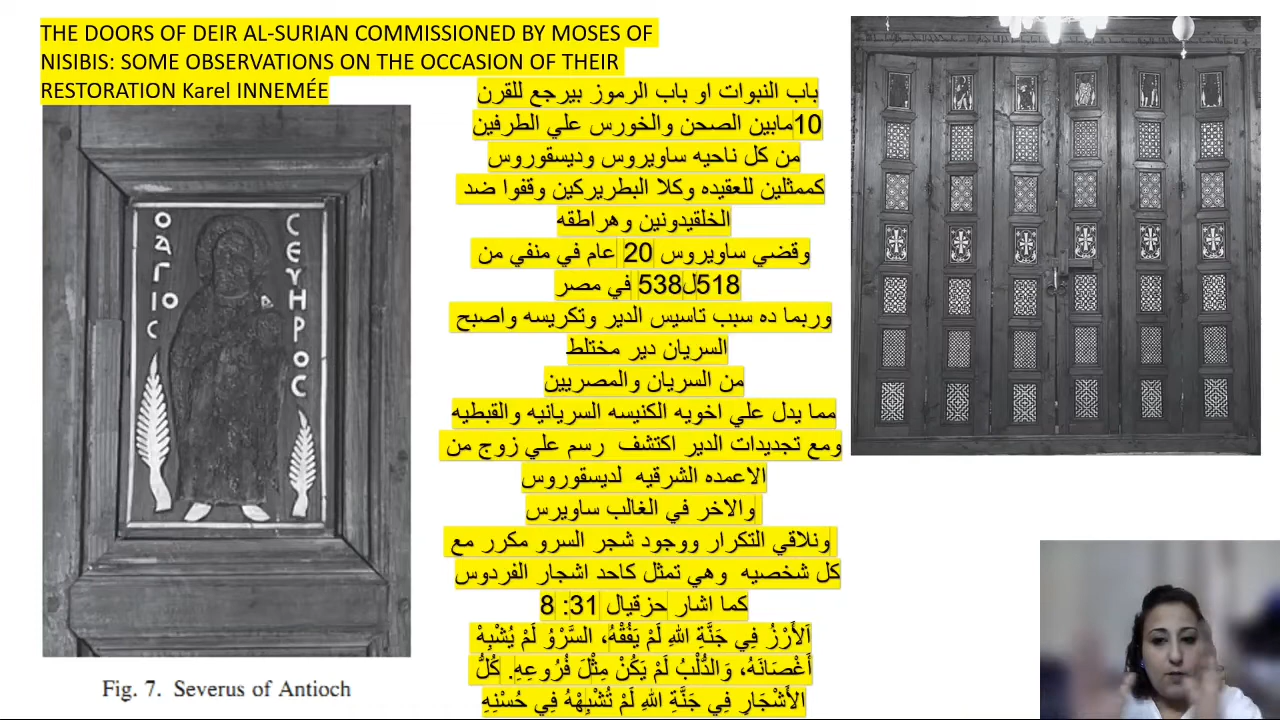 THE DOORS OF DEIR AL-SURIAN COMMISSIONED BY MOSES OF
NISIBIS: SOME OBSERVATIONS ON THE OCCASION OF THEIR
RESTORATION Karel INNEMÉE
باب النبوات او باب الرموز بيرجع للقرن
10مابين الصحن والخورس علي الطرفين
من كل ناحيه ساويروس وديسقوروس
كممثلين للعقيده وكلا البطريركين وقفوا ضد
الخلقيدونين وهراطقه
وقضي ساويروس 20 عام في منفي من
518ل538 في مصر
وربما ده سبب تاسيس الدير وتكريسه واصبح
السريان دير مختلط
من السريان والمصريين
مما يدل علي اخويه الكنيسه السريانيه والقبطيه
ومع تجديدات الدير اكتشف رسم علي زوج من
الاعمده الشرقيه لديسقوروس
والاخر في الغالب ساويرس
ونلاقي التكرار ووجود شجر السرو مكرر مع
كل شخصيه وهي تمثل كاحد اشجار الفردوس
كما اشار حزقيال 31: 8
اَلأَرْزُ فِي جَنَّةِ اللهِ لَمْ يَفُقْهُ، السَّرْوُ لَمْ يُشْبِهْ
أَغْصَانَهُ، وَالدُّلْبُ لَمْ يَكُنْ مِثْلَ فُرُوعِهِ. كُلُّ
الأَشْجَارِ فِي جَنَّةِ اللهِ لَمْ تُشْبِهْهُ فِي حُسْنِهِ
Ο ΑΓΙΟС
СЄΥΗΡΟС
Fig. 7. Severus of Antioch